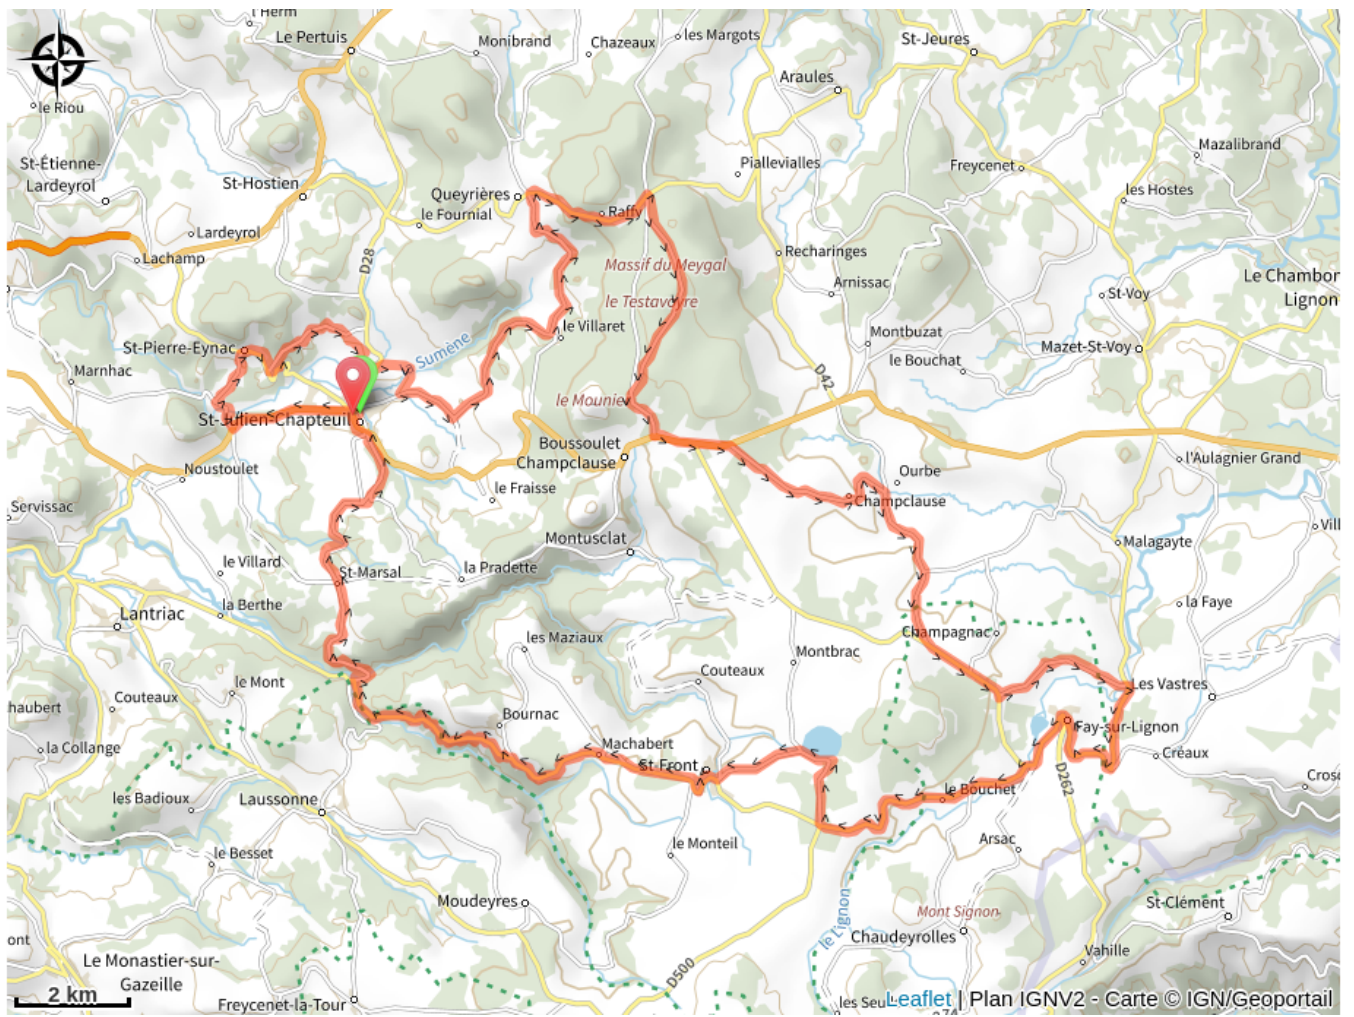 l'Herm
Le Pertuis
Monibrand
Chazeaux
les Margots
St-Jeures
Araules
le Riou
Mazalibrand
St-Étienne-
Lardeyrol
St-Hostien
Queyrières
le Fournial
Raffy
Piallevialles
Freycenet
les Hostes
Lardeyrol
Lachamp
D28
Massif du Meygal
Recharinges
Arnissac
le Testavoyre
St-Voy
Le Chambon
Lignon
St-Pierre-Eynac
Sumène
le Villaret
Montbuzat
le Bouchat
Mazet-St-Voy
Marnhac
D42
le Mounier
St-Julien-Chapteuil
Boussoulet
Champclause
Noustoulet
le Fraisse
Ourbe
l'Aulagnier Grand
Champclause
Servissac
Montusclat
Malagayte
Vill
le Villard
St-Marsal
la Pradette
la Berthe
Lantriac
la Faye
Champagnac
les Maziaux
Montbrac
Couteaux
le Mont
Couteaux
Les Vastres
haubert
Bournac
Fay-sur-Lignon
la Collange
Machabert
St-Front
Créaux
D262
les Badioux
Laussonne
le Bouchet
Crosc
le Monteil
Arsac
le Besset
Moudeyres
Mont Signon
St-Clément
le Lignon
Chaudeyrolles
ont
Vahille
Le Monastier-sur-
Gazeille
D500
2 km
Freycenet-la-Tour
les Seu
Leaflet | Plan IGNV2 - Carte © IGN/Geoportail